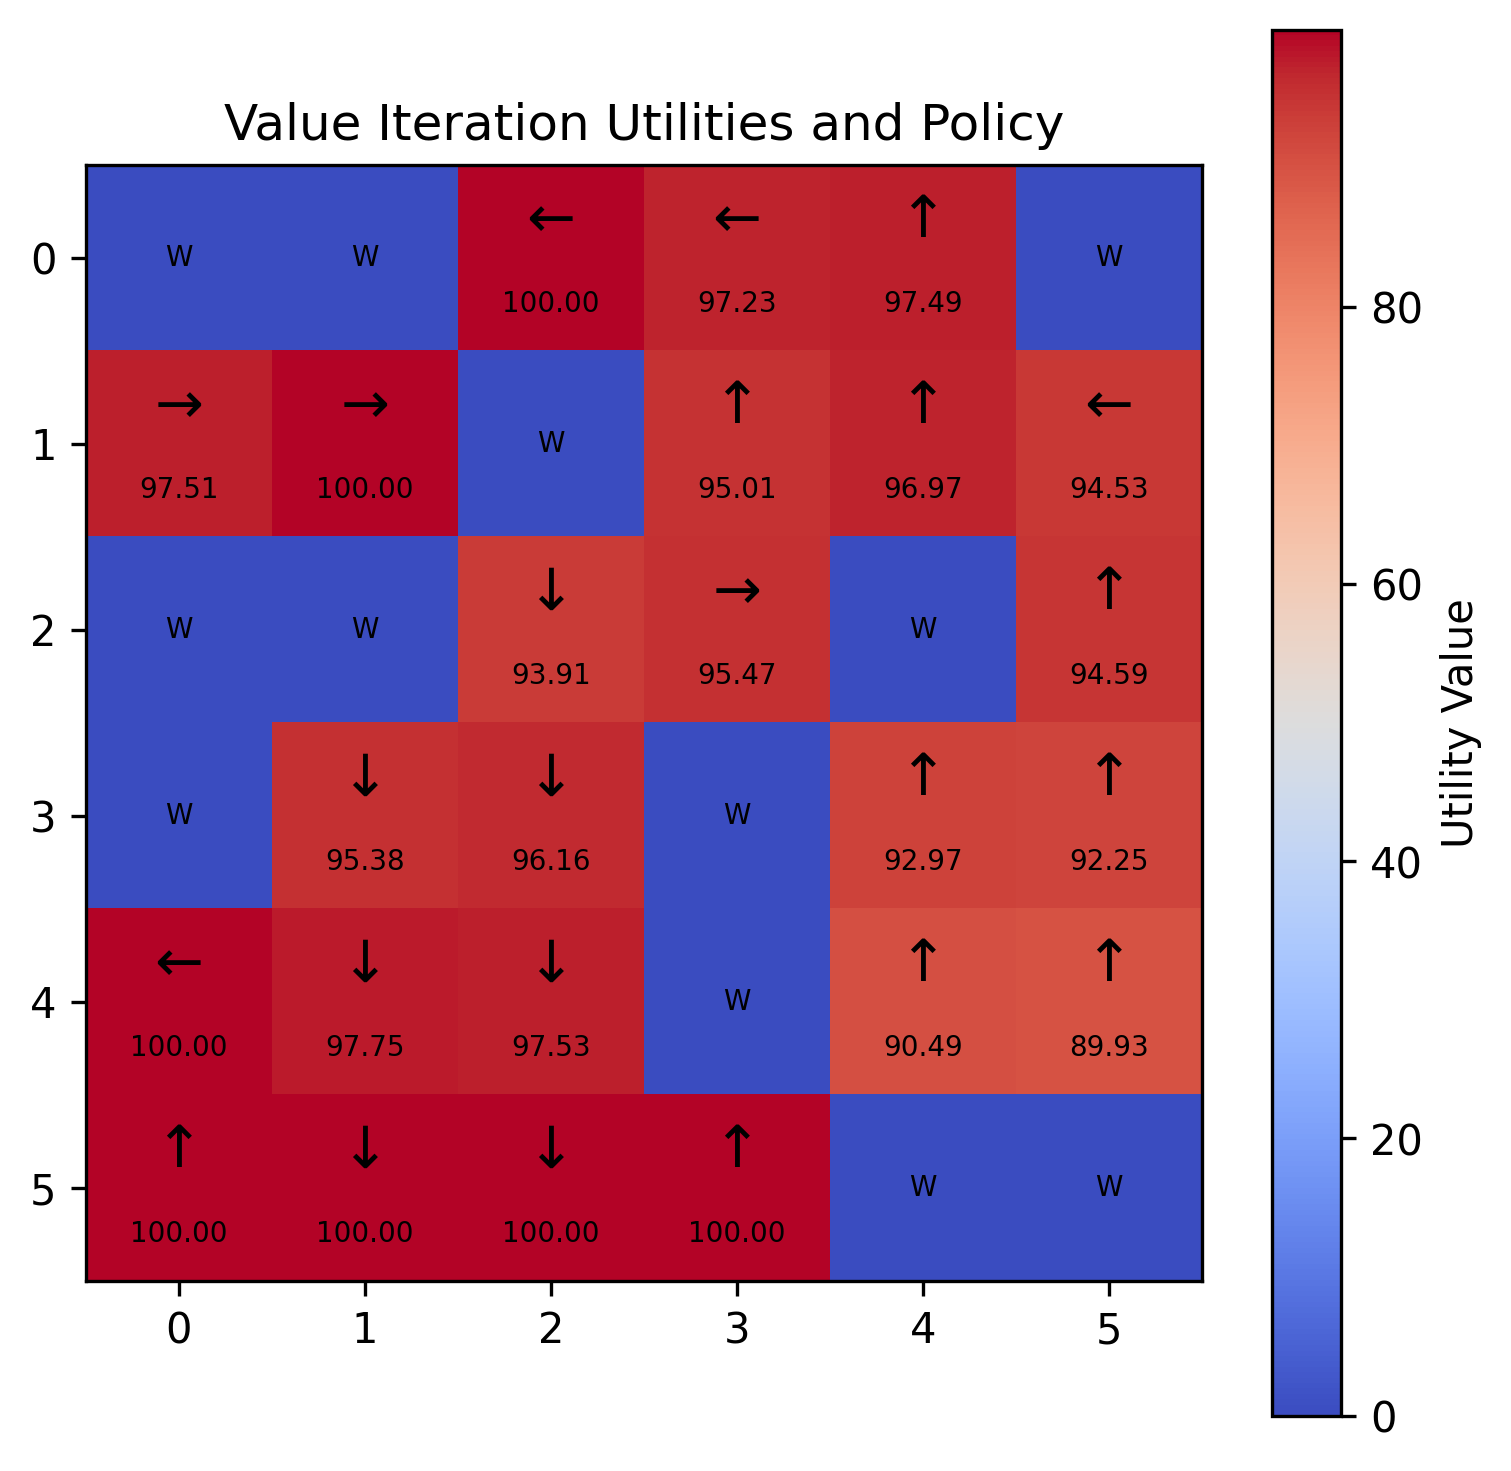 Value Iteration Utilities and Policy
0 W W ← 100.00 ← 97.23 ↑ 97.49 W
1 → 97.51 → 100.00 W ↑ 95.01 ↑ 96.97 ← 94.53
2 W W ↓ 93.91 → 95.47 W ↑ 94.59
3 W ↓ 95.38 ↓ 96.16 W ↑ 92.97 ↑ 92.25
4 ← 100.00 ↓ 97.75 ↓ 97.53 W ↑ 90.49 ↑ 89.93
5 ↑ 100.00 ↓ 100.00 ↓ 100.00 ↑ 100.00 W W
0 1 2 3 4 5
80
60
40
20
0
Utility Value